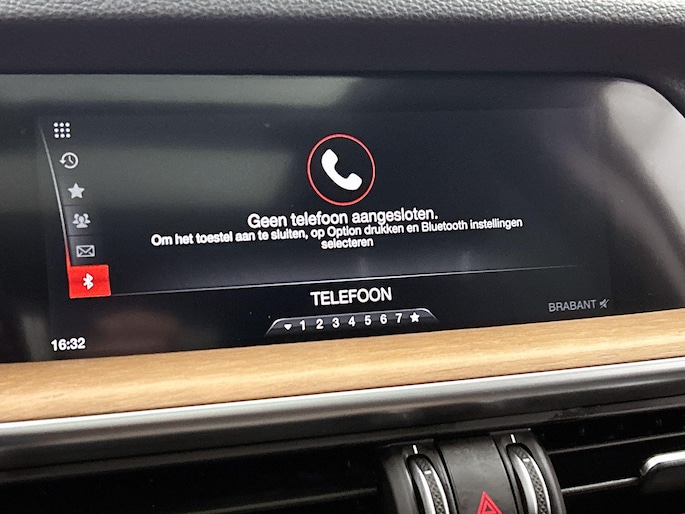 Geen telefoon aangesloten.
Om het toestel aan te sluiten, op Option drukken en Bluetooth instellingen
selecteren
TELEFOON
BRABANT
1 2 3 4 5 6 7
16:32